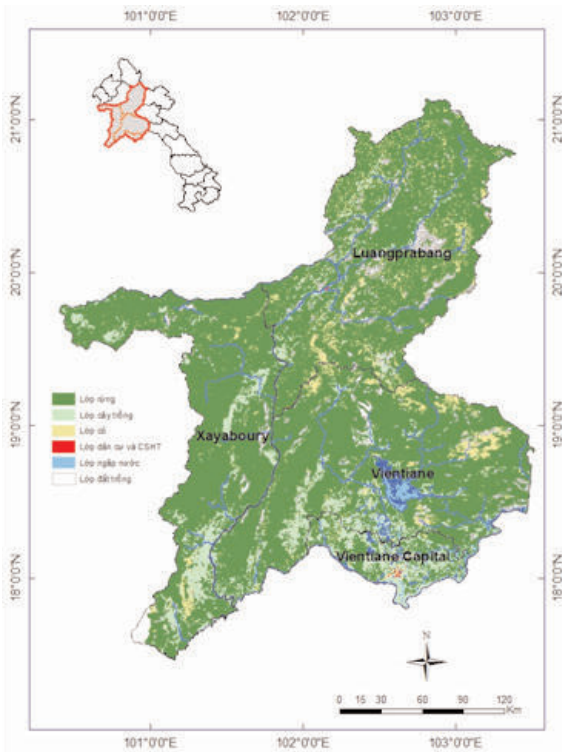 101°0'0"E 102°0'0"E 103°0'0"E
21°0'0"N 21°0'0"N
Luangprabang
20°0'0"N 20°0'0"N
Lớp rừng
Lớp cây trồng
Lớp cỏ
Lớp dân cư và CSHT
Lớp ngập nước
Lớp đất trống
19°0'0"N 19°0'0"N
Xayaboury
Vientiane
Vientiane Capital
18°0'0"N 18°0'0"N
N
0 15 30 60 90 120
Km
101°0'0"E 102°0'0"E 103°0'0"E